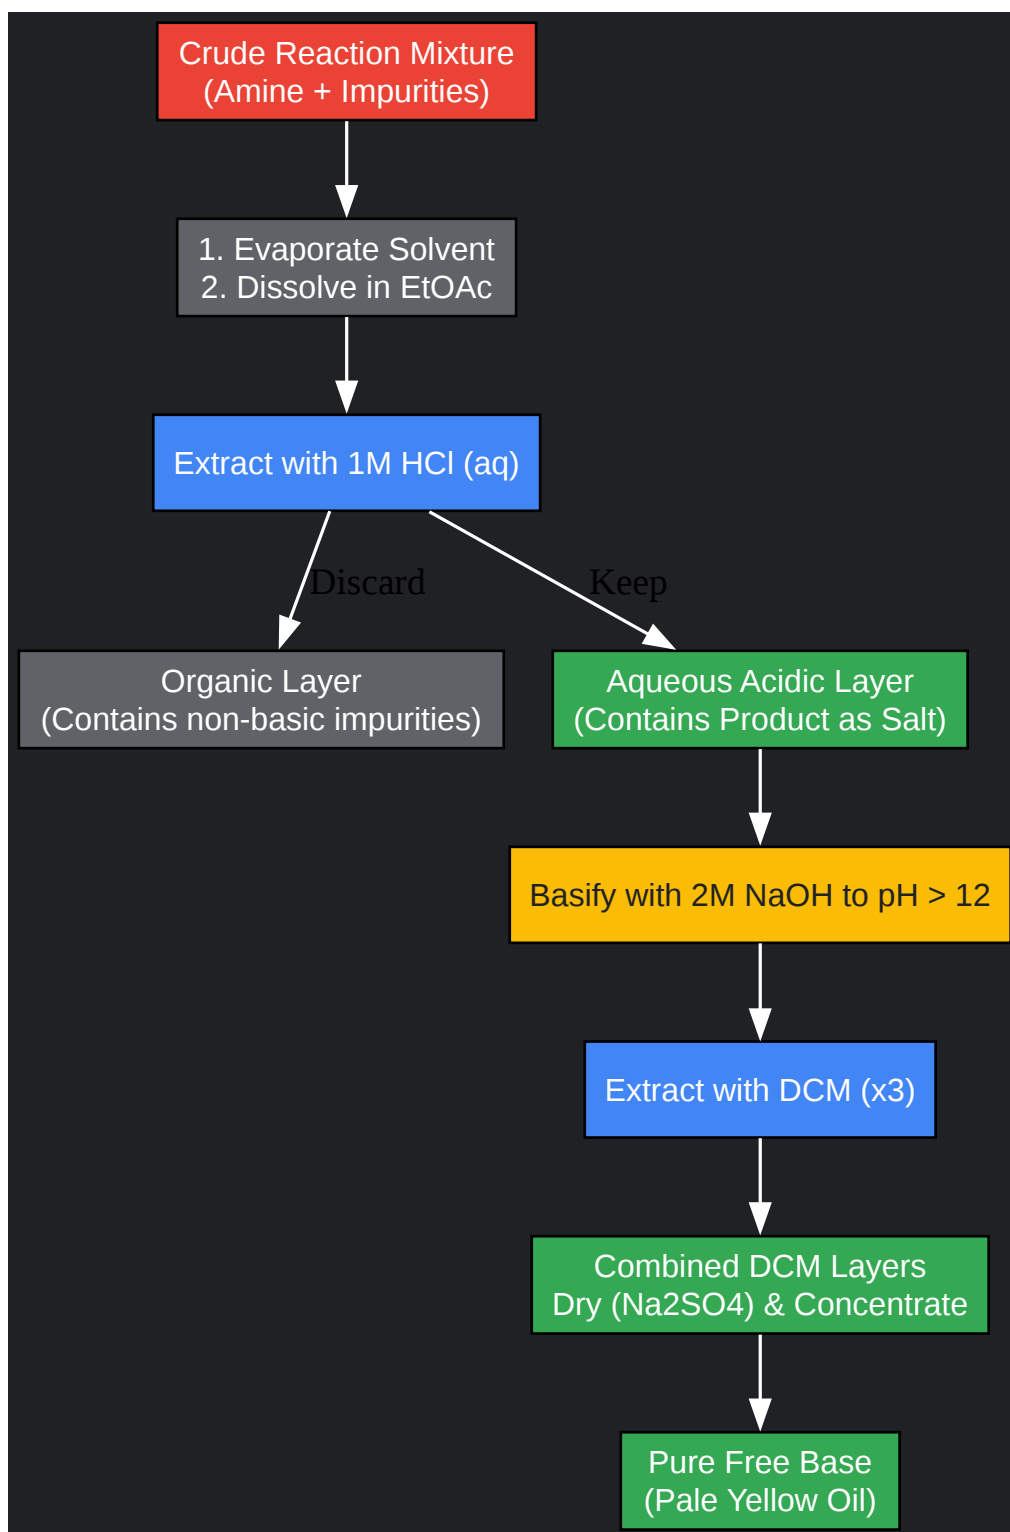 Crude Reaction Mixture
(Amine + Impurities)
1. Evaporate Solvent
2. Dissolve in EtOAc
Extract with 1M HCl (aq)
Discard
Keep
Organic Layer
(Contains non-basic impurities)
Aqueous Acidic Layer
(Contains Product as Salt)
Basify with 2M NaOH to pH > 12
Extract with DCM (x3)
Combined DCM Layers
Dry (Na2SO4) & Concentrate
Pure Free Base
(Pale Yellow Oil)